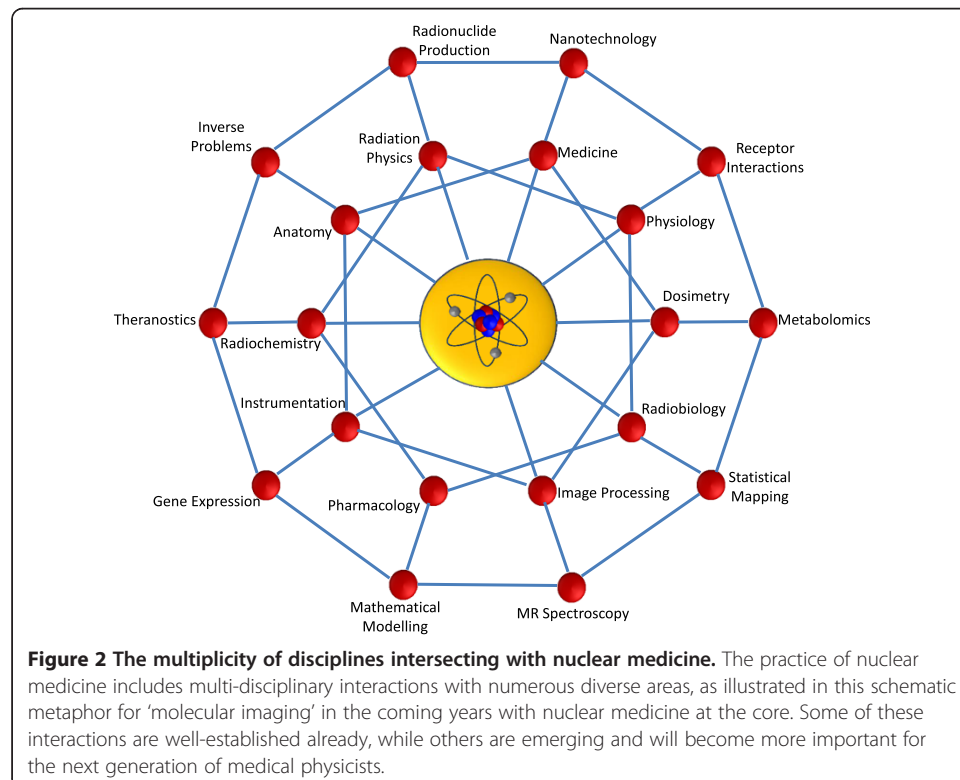 Radionuclide
Production
Nanotechnology
Inverse
Problems
Radiation
Physics
Medicine
Receptor
Interactions
Anatomy
Physiology
Theranostics
Radiochemistry
Dosimetry
Metabolomics
Instrumentation
Radiobiology
Gene Expression
Pharmacology
Image Processing
Statistical
Mapping
Mathematical
Modelling
MR Spectroscopy
Figure 2 The multiplicity of disciplines intersecting with nuclear medicine. The practice of nuclear
medicine includes multi-disciplinary interactions with numerous diverse areas, as illustrated in this schematic
metaphor for ‘molecular imaging’ in the coming years with nuclear medicine at the core. Some of these
interactions are well-established already, while others are emerging and will become more important for
the next generation of medical physicists.